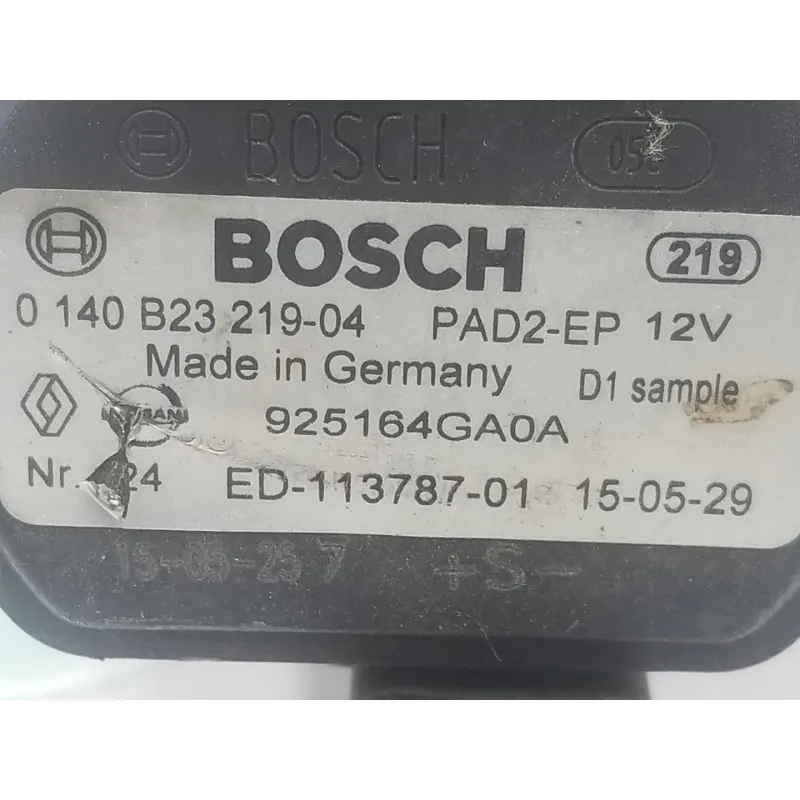 BOSCH
BOSCH 219
0 140 B23 219-04 PAD2-EP 12V
Made in Germany D1 sample
925164GA0A
Nr 24 ED-113787-01 15-05-29
+S-